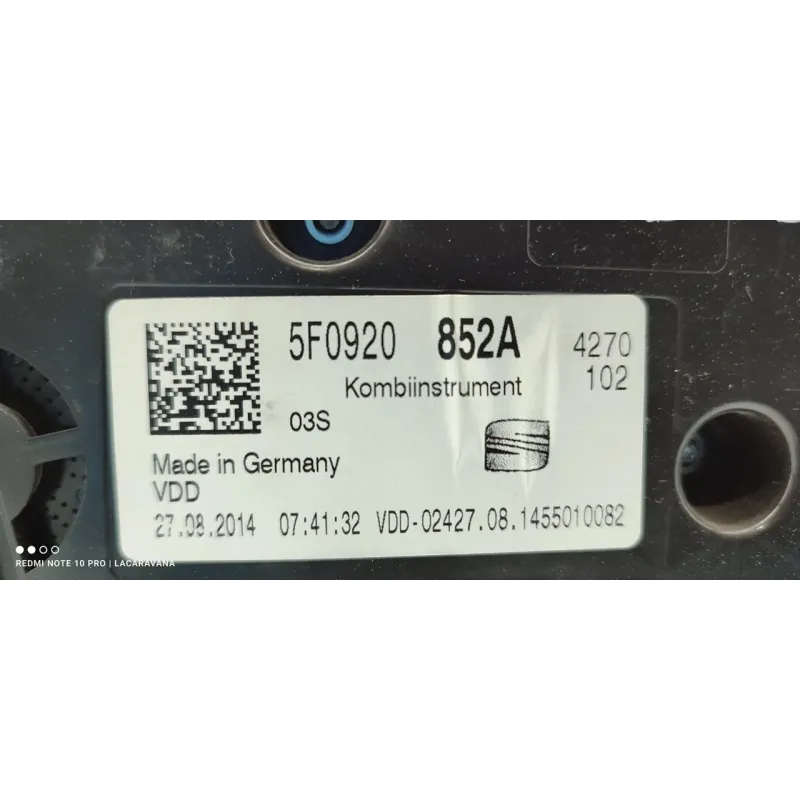 5F0920 852A 4270
Kombiinstrument 102
03S
Made in Germany
VDD
27.08.2014 07:41:32 VDD-02427.08.1455010082
REDMI NOTE 10 PRO | LACARAVANA